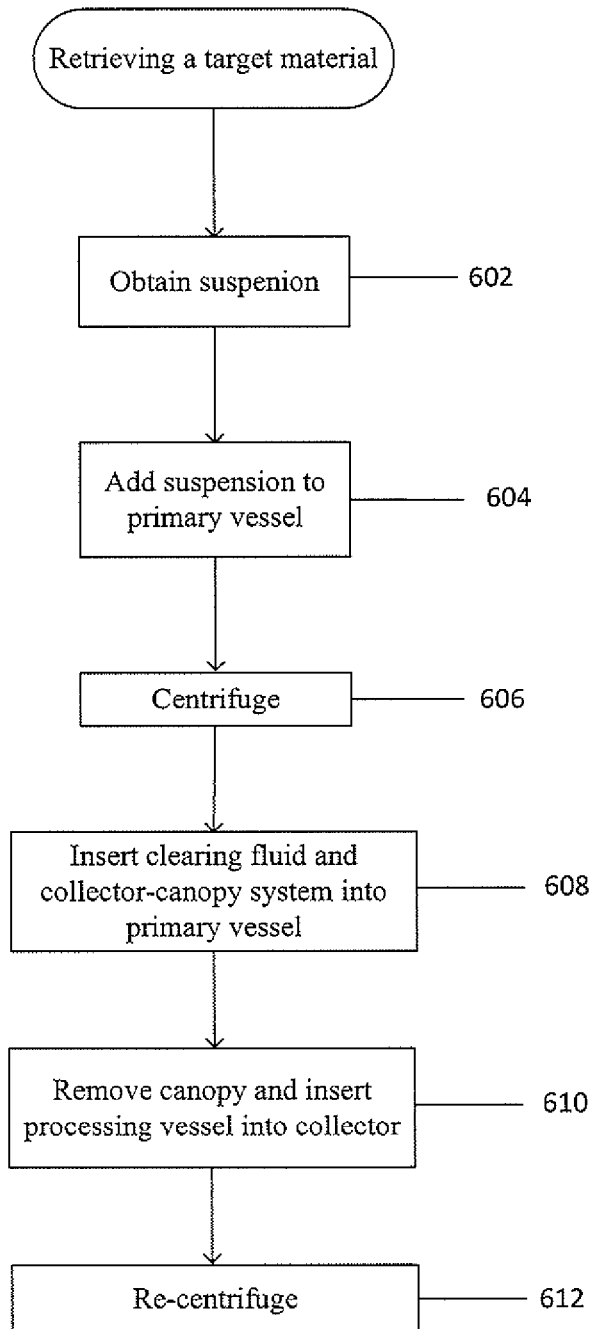 Retrieving a target material
Obtain suspenion
602
Add suspension to
primary vessel
604
Centrifuge
606
Insert clearing fluid and
collector-canopy system into
primary vessel
608
Remove canopy and insert
processing vessel into collector
610
Re-centrifuge
612